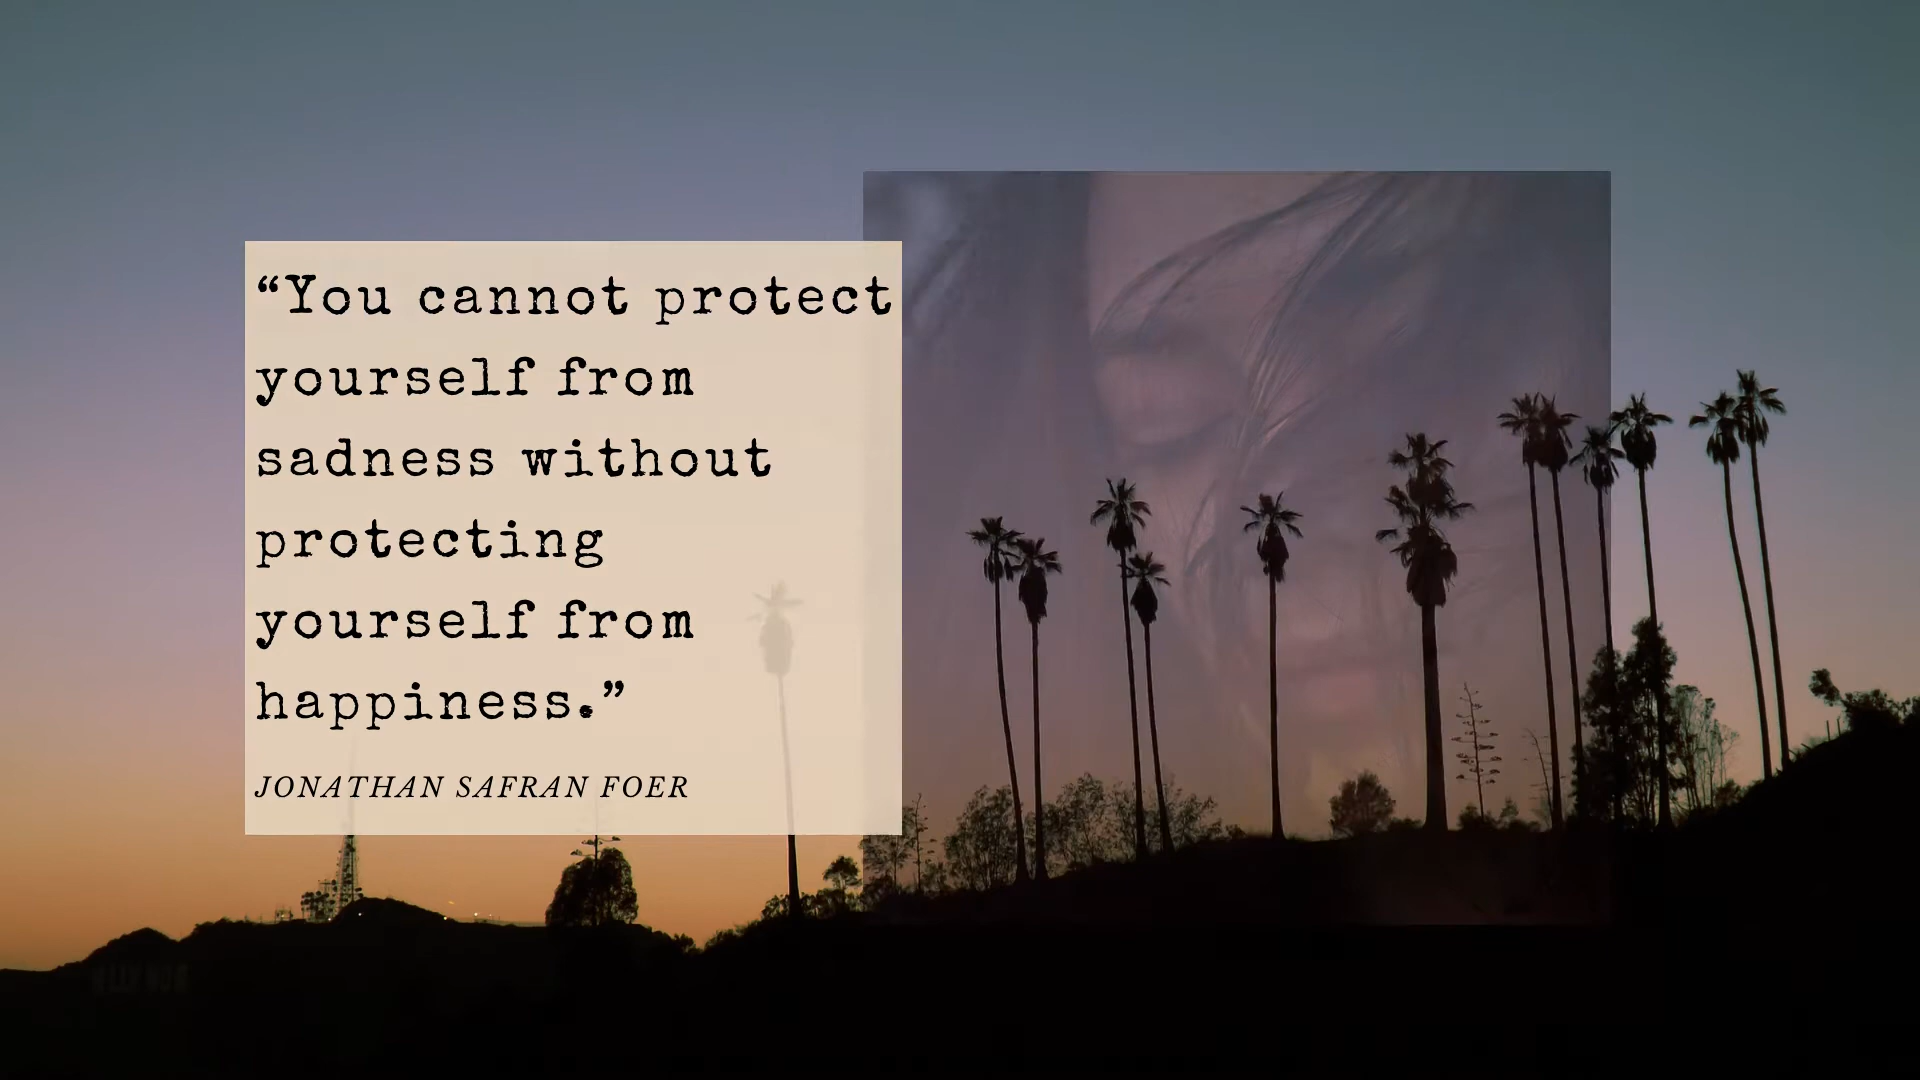 “You cannot protect
yourself from
sadness without
protecting
yourself from
happiness.”
JONATHAN SAFRAN FOER